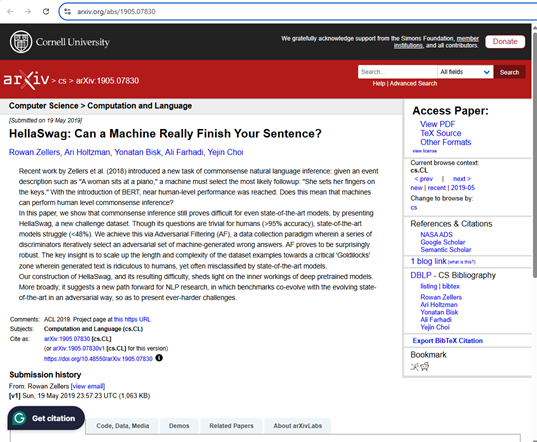 arxiv.org/abs/1905.07830
Cornell University
We gratefully acknowledge support from the Simons Foundation, member
institutions, and all contributors.
Donate
arXiv > cs > arXiv:1905.07830
Search...
All fields
Search
Help | Advanced Search
Computer Science > Computation and Language
[Submitted on 19 May 2019]
HellaSwag: Can a Machine Really Finish Your Sentence?
Rowan Zellers, Ari Holtzman, Yonatan Bisk, Ali Farhadi, Yejin Choi
Recent work by Zellers et al. (2018) introduced a new task of commonsense natural language inference: given an event
description such as "A woman sits at a piano," a machine must select the most likely followup: "She sets her fingers on
the keys." With the introduction of BERT, near human-level performance was reached. Does this mean that machines
can perform human level commonsense inference?
In this paper, we show that commonsense inference still proves difficult for even state-of-the-art models, by presenting
HellaSwag, a new challenge dataset. Though its questions are trivial for humans (>95% accuracy), state-of-the-art
models struggle (<48%). We achieve this via Adversarial Filtering (AF), a data collection paradigm wherein a series of
discriminators iteratively select an adversarial set of machine-generated wrong answers. AF proves to be surprisingly
robust. The key insight is to scale up the length and complexity of the dataset examples towards a critical 'Goldilocks'
zone wherein generated text is ridiculous to humans, yet often misclassified by state-of-the-art models.
Our construction of HellaSwag, and its resulting difficulty, sheds light on the inner workings of deep pretrained models.
More broadly, it suggests a new path forward for NLP research, in which benchmarks co-evolve with the evolving state-
of-the-art in an adversarial way, so as to present ever-harder challenges.
Comments: ACL 2019. Project page at this https URL
Subjects: Computation and Language (cs.CL)
Cite as: arXiv:1905.07830 [cs.CL]
(or arXiv:1905.07830v1 [cs.CL] for this version)
https://doi.org/10.48550/arXiv.1905.07830
Submission history
From: Rowan Zellers [view email]
[v1] Sun, 19 May 2019 23:57:23 UTC (1,063 KB)
Get citation
Code, Data, Media
Demos
Related Papers
About arXivLabs
Access Paper:
View PDF
TeX Source
Other Formats
view license
Current browse context:
cs.CL
< prev | next >
new | recent | 2019-05
Change to browse by:
cs
References & Citations
NASA ADS
Google Scholar
Semantic Scholar
1 blog link (what is this?)
DBLP - CS Bibliography
listing | bibtex
Rowan Zellers
Ari Holtzman
Yonatan Bisk
Ali Farhadi
Yejin Choi
Export BibTeX Citation
Bookmark